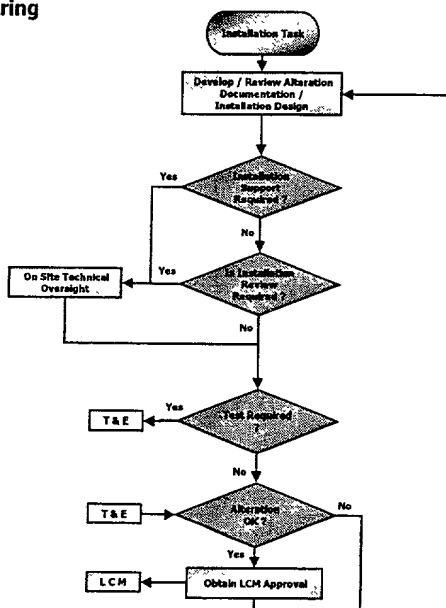 ring
Installation Task
Develop / Review Alteration
Documentation /
Installation Design
Yes
Installation
Support
Required ?
No
On Site Technical
Oversight
Yes
Is Installation
Review
Required ?
No
T & E
Yes
Test Required
?
No
T & E
Alteration
OK ?
No
Yes
L C M
Obtain LCM Approval